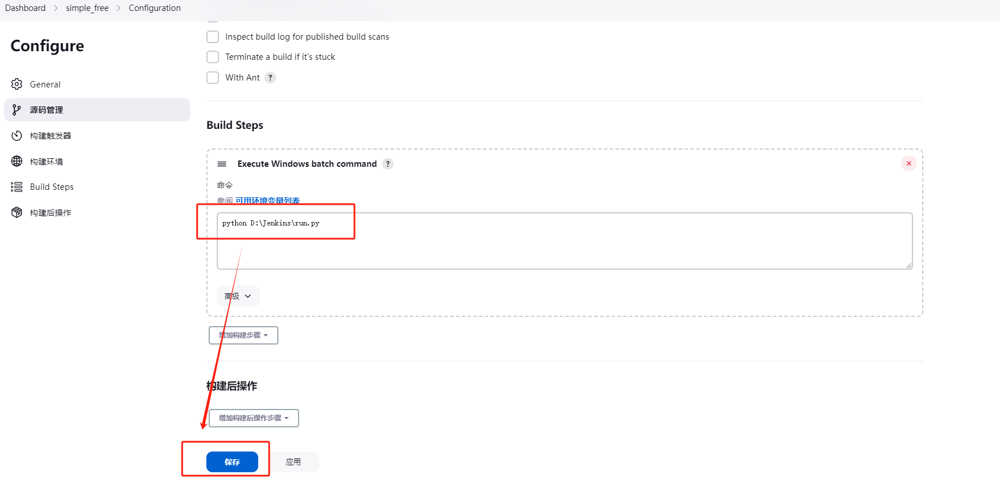 Dashboard > simple_free > Configuration
Configure
General
源码管理
构建触发器
构建环境
Build Steps
构建后操作
Inspect build log for published build scans
Terminate a build if it's stuck
With Ant ?
Build Steps
Execute Windows batch command ?
命令
参阅 可用环境变量列表
python D:\Jenkins\run.py
高级
增加构建步骤
构建后操作
增加构建后操作步骤
保存 应用